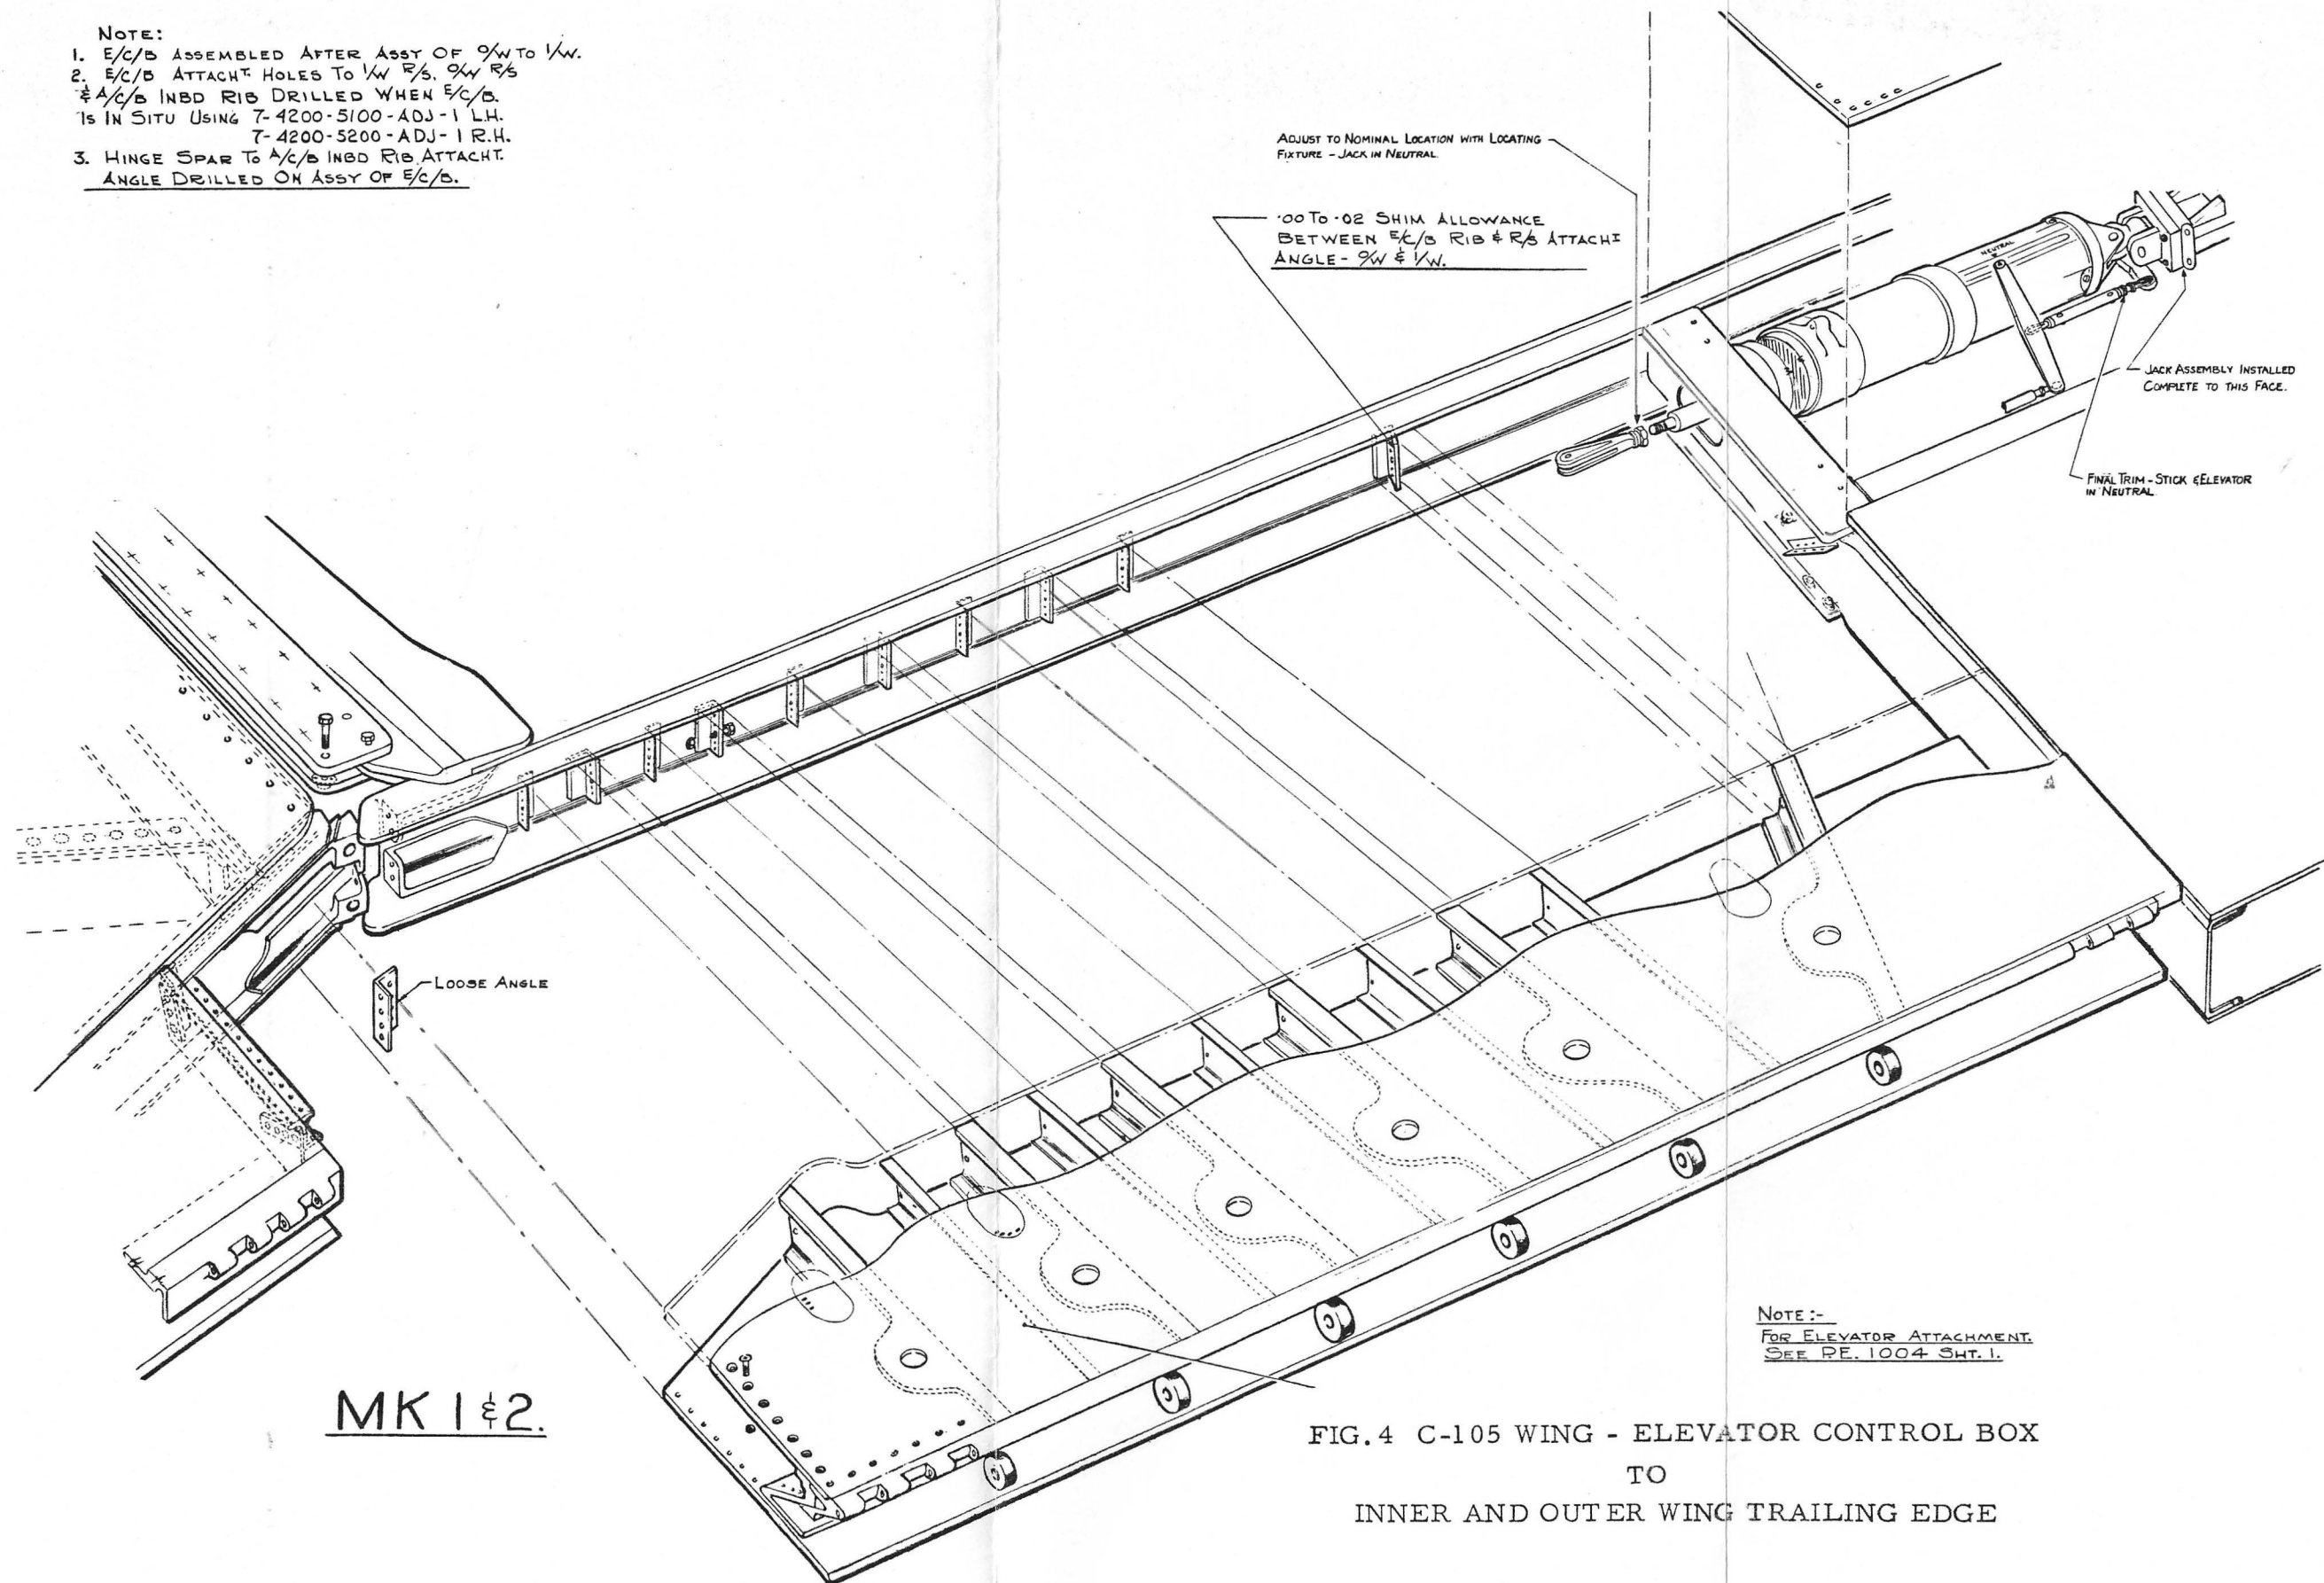 NOTE:
1. E/C/B ASSEMBLED AFTER ASSY OF O/W TO I/W.
2. E/C/B ATTACHT. HOLES TO I/W R/S. O/W R/S
& A/C/B INBD RIB DRILLED WHEN E/C/B.
IS IN SITU USING 7-4200-5100-ADJ-1 L.H.
7-4200-5200-ADJ-1 R.H.
3. HINGE SPAR TO A/C/B INBD RIB ATTACHT.
ANGLE DRILLED ON ASSY OF E/C/B.
ADJUST TO NOMINAL LOCATION WITH LOCATING
FIXTURE - JACK IN NEUTRAL.
.00 TO .02 SHIM ALLOWANCE
BETWEEN E/C/B RIB & R/S ATTACHT
ANGLE - O/W & I/W.
NEUTRAL
JACK ASSEMBLY INSTALLED
COMPLETE TO THIS FACE.
FINAL TRIM - STICK & ELEVATOR
IN NEUTRAL
LOOSE ANGLE
NOTE:-
FOR ELEVATOR ATTACHMENT.
SEE P.E. 1004 SHT. 1.
MK 1 & 2.
FIG. 4 C-105 WING - ELEVATOR CONTROL BOX
TO
INNER AND OUTER WING TRAILING EDGE